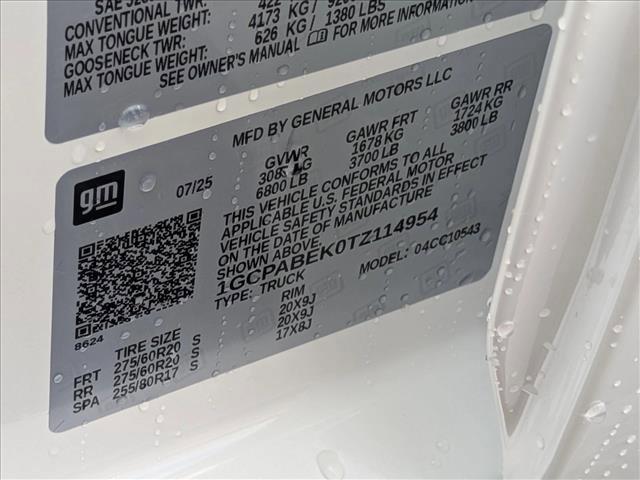 SAE
CONVENTIONAL TWR: 4173 KG /
MAX TONGUE WEIGHT:
GOOSENECK TWR: 626 KG / 1380 LBS
MAX TONGUE WEIGHT:
SEE OWNER'S MANUAL FOR MORE INFORMATION
MFD BY GENERAL MOTORS LLC
GVWR GAWR FRT GAWR RR
KG 1678 KG 1724 KG
6800 LB 3700 LB 3800 LB
gm
07/25
THIS VEHICLE CONFORMS TO ALL
APPLICABLE U.S. FEDERAL MOTOR
VEHICLE SAFETY STANDARDS IN EFFECT
ON THE DATE OF MANUFACTURE
SHOWN ABOVE.
1GCPABEK0TZ114954
TYPE: TRUCK MODEL: 04CC10543
8624
TIRE SIZE RIM
FRT 275/60R20 S 20X9J
RR 275/60R20 S 20X9J
SPA 255/80R17 S 17X8J